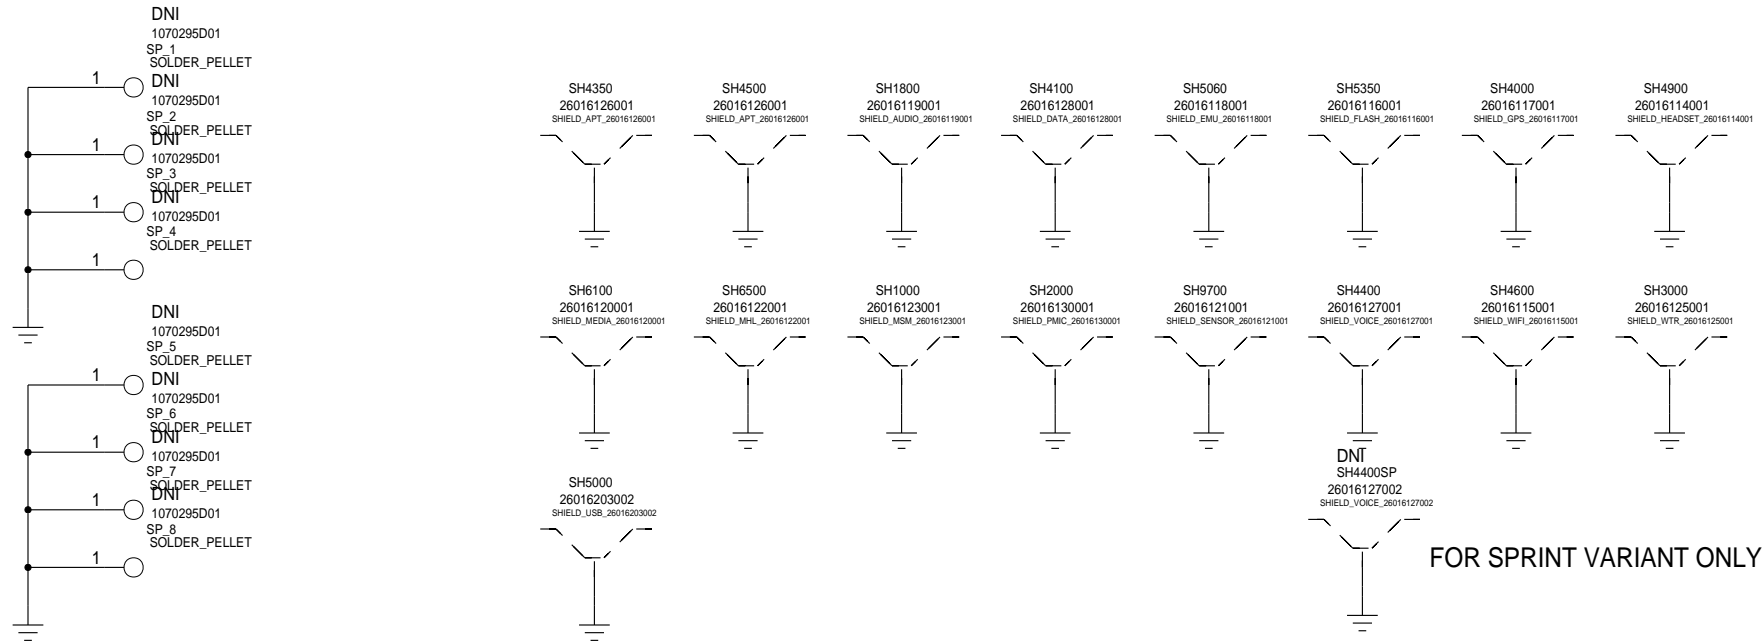 DNI
1070295D01
SP_1
SOLDER_PELLET
1
DNI
1070295D01
SP_2
SOLDER_PELLET
1
DNI
1070295D01
SP_3
SOLDER_PELLET
1
DNI
1070295D01
SP_4
SOLDER_PELLET
1
DNI
1070295D01
SP_5
SOLDER_PELLET
1
DNI
1070295D01
SP_6
SOLDER_PELLET
1
DNI
1070295D01
SP_7
SOLDER_PELLET
1
DNI
1070295D01
SP_8
SOLDER_PELLET
1
SH4350
26016126001
SHIELD_APT_26016126001
SH4500
26016126001
SHIELD_APT_26016126001
SH1800
26016119001
SHIELD_AUDIO_26016119001
SH4100
26016128001
SHIELD_DATA_26016128001
SH5060
26016118001
SHIELD_EMU_26016118001
SH5350
26016116001
SHIELD_FLASH_26016116001
SH4000
26016117001
SHIELD_GPS_26016117001
SH4900
26016114001
SHIELD_HEADSET_26016114001
SH6100
26016120001
SHIELD_MEDIA_26016120001
SH6500
26016122001
SHIELD_MHL_26016122001
SH1000
26016123001
SHIELD_MSM_26016123001
SH2000
26016130001
SHIELD_PMIC_26016130001
SH9700
26016121001
SHIELD_SENSOR_26016121001
SH4400
26016127001
SHIELD_VOICE_26016127001
SH4600
26016115001
SHIELD_WIFI_26016115001
SH3000
26016125001
SHIELD_WTR_26016125001
SH5000
26016203002
SHIELD_USB_26016203002
DNI
SH4400SP
26016127002
SHIELD_VOICE_26016127002
FOR SPRINT VARIANT ONLY